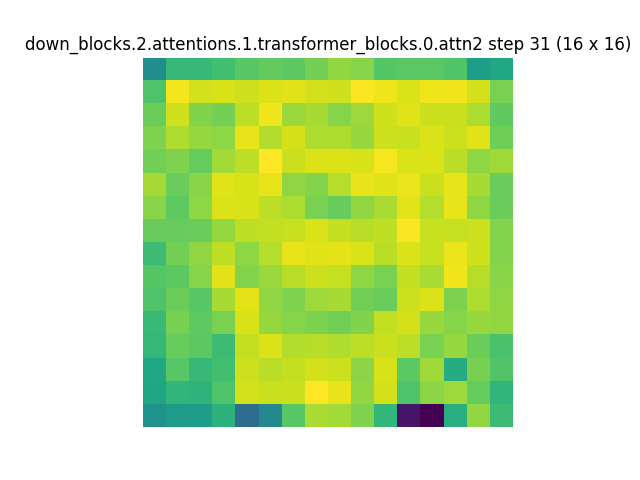 down_blocks.2.attentions.1.transformer_blocks.0.attn2 step 31 (16 x 16)